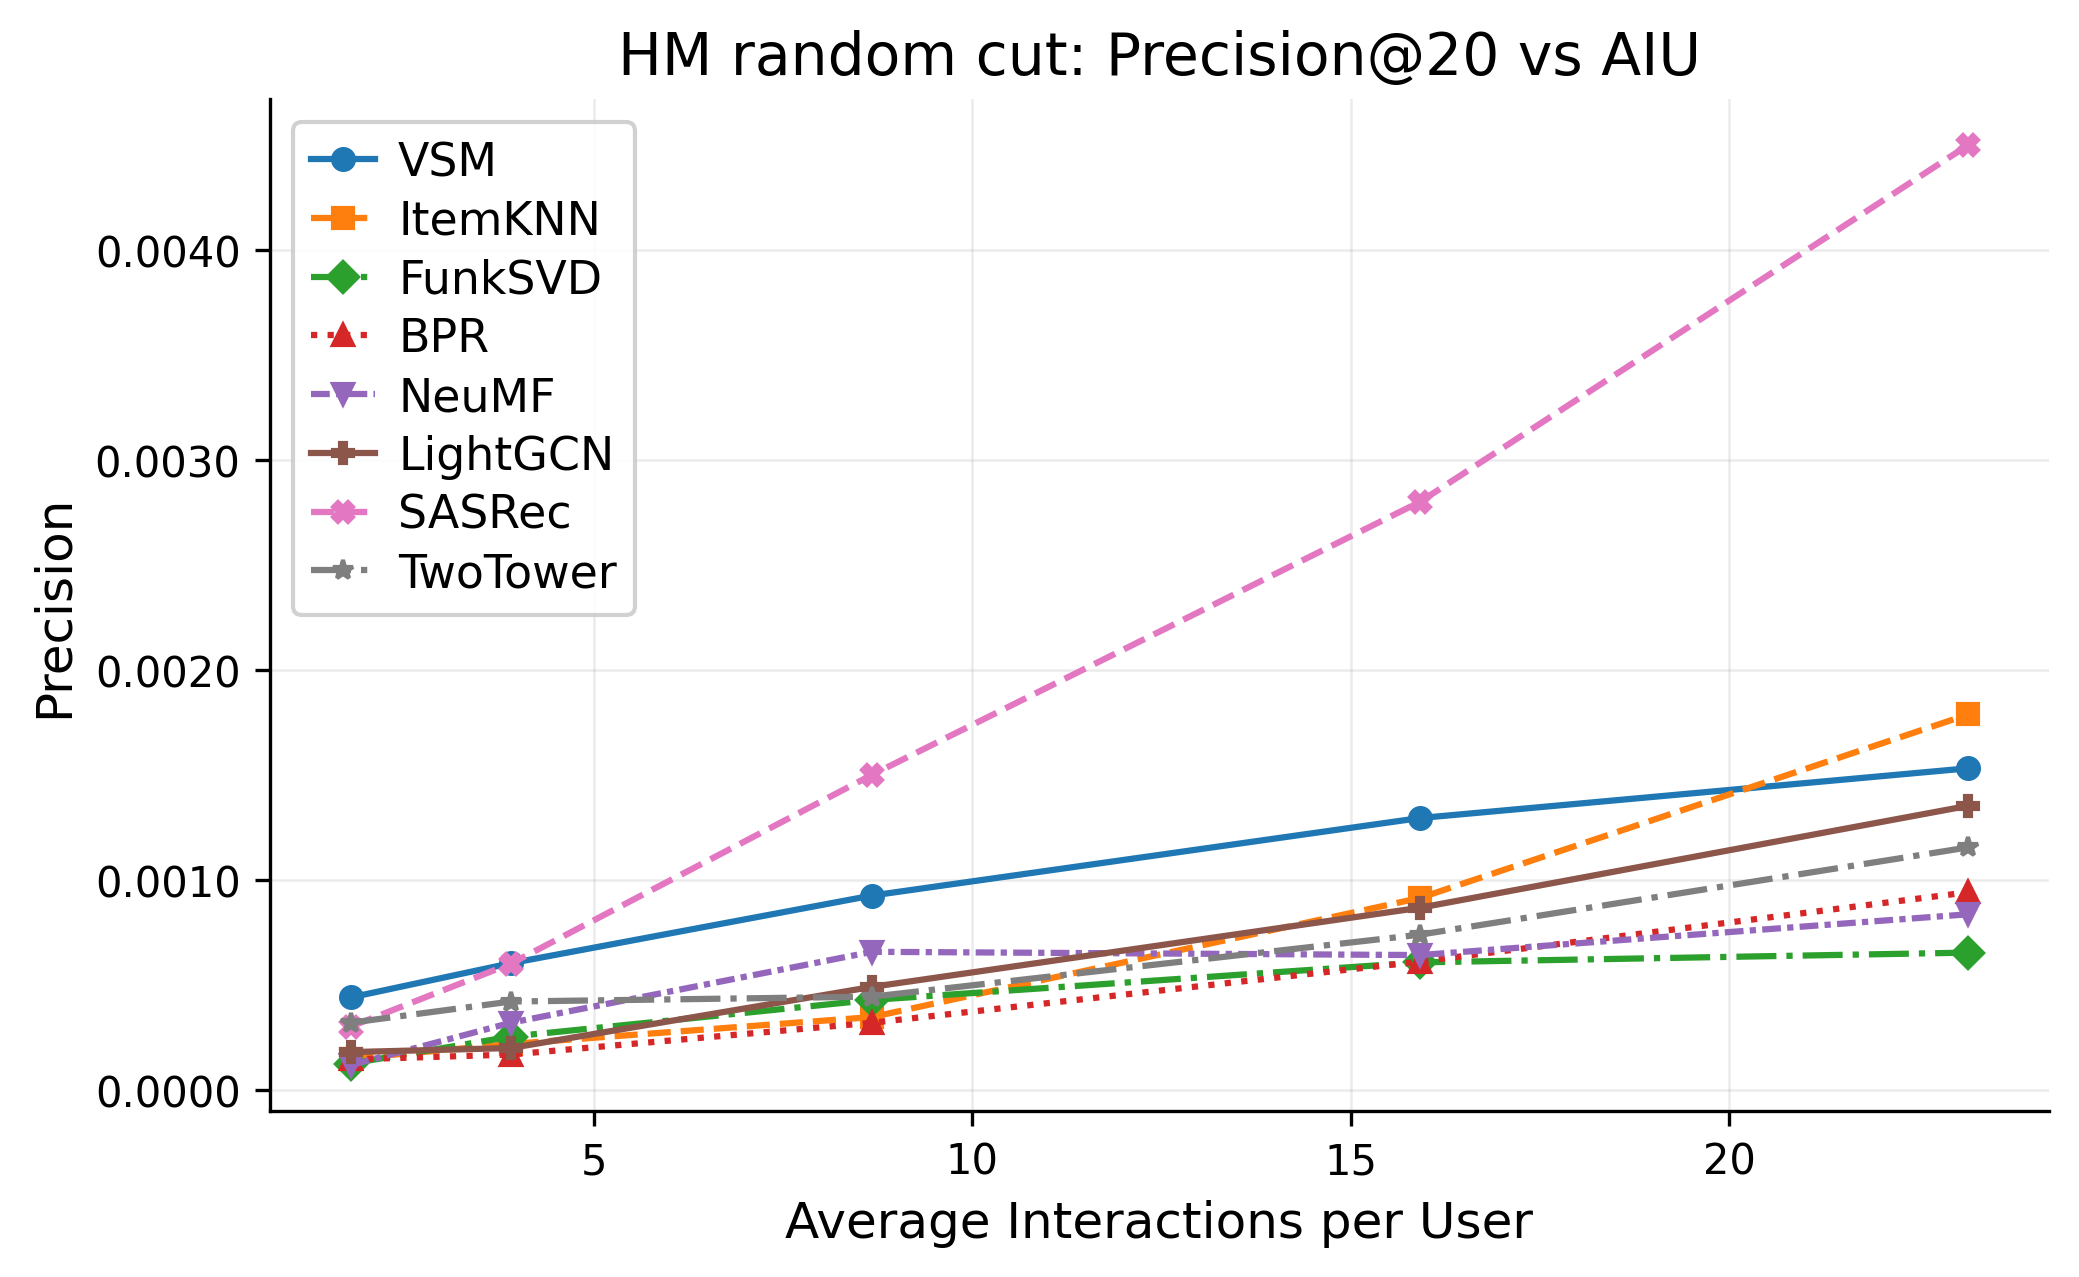 HM random cut: Precision@20 vs AIU
VSM
ItemKNN
FunkSVD
BPR
NeuMF
LightGCN
SASRec
TwoTower
Precision
0.0040
0.0030
0.0020
0.0010
0.0000
5 10 15 20
Average Interactions per User